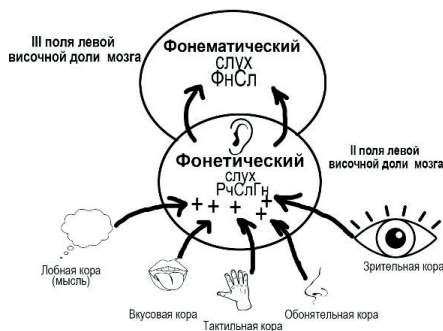 III поля левой
височной доли мозга
Фонематический
слух
ФнСл
II поля левой
височной доли мозга
Фонетический
слух
РчСлГн
+ + + + +
Лобная кора
(мысль)
Вкусовая кора
Тактильная кора
Обонятельная кора
Зрительная кора